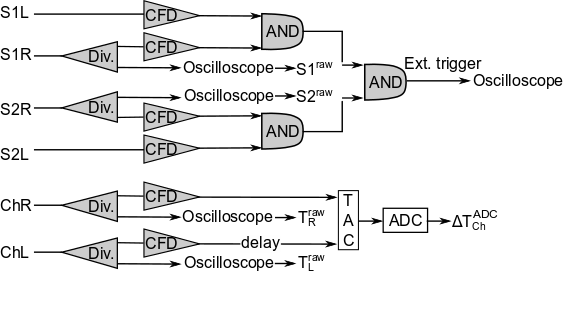 S1L CFD
AND
S1R Div. CFD
Oscilloscope S1raw
Ext. trigger
AND Oscilloscope
Oscilloscope S2raw
S2R Div. CFD
AND
S2L CFD
ChR Div. CFD
Oscilloscope TRraw
TAC ADC ΔTChADC
ChL Div. CFD delay
Oscilloscope TLraw